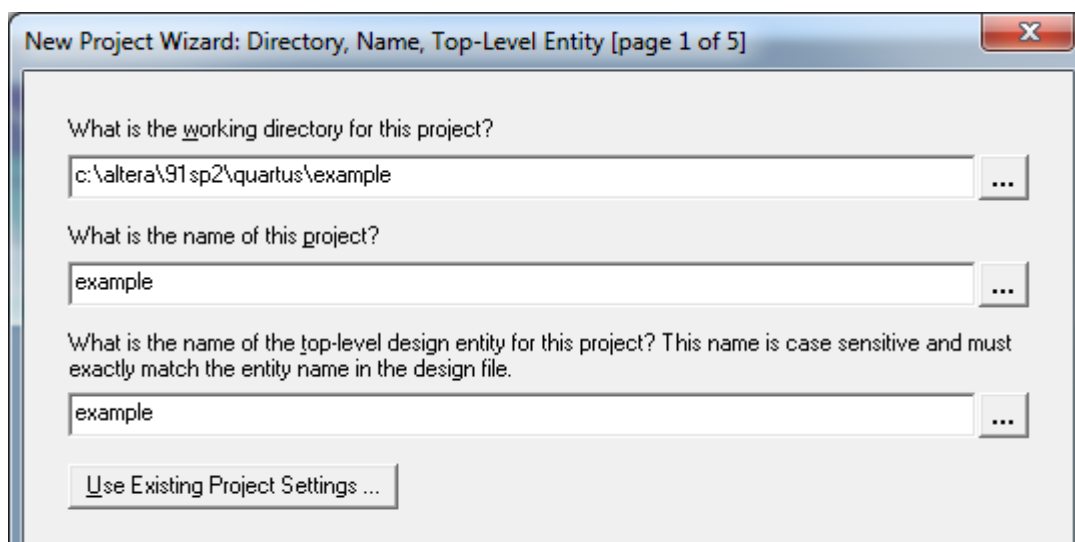 New Project Wizard: Directory, Name, Top-Level Entity [page 1 of 5]
What is the working directory for this project?
c:\altera\91sp2\quartus\example
...
What is the name of this project?
example
...
What is the name of the top-level design entity for this project? This name is case sensitive and must
exactly match the entity name in the design file.
example
...
Use Existing Project Settings ...